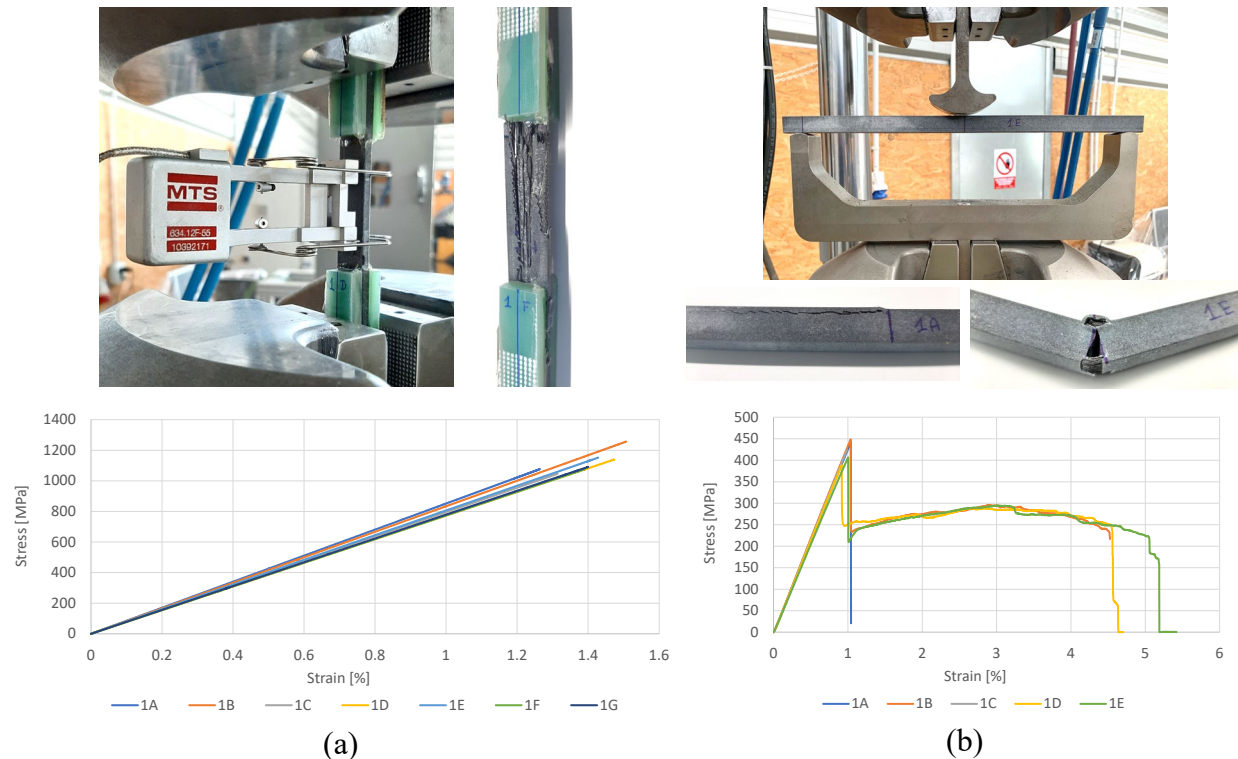 MTS
®
634.12F-55
10392171
1 D
1 F
1E
1A
1E
1400
1200
1000
800
600
400
200
0
Stress [MPa]
0 0.2 0.4 0.6 0.8 1 1.2 1.4 1.6
Strain [%]
1A 1B 1C 1D 1E 1F 1G
(a)
500
450
400
350
300
250
200
150
100
50
0
Stress [MPa]
0 1 2 3 4 5 6
Strain [%]
1A 1B 1C 1D 1E
(b)